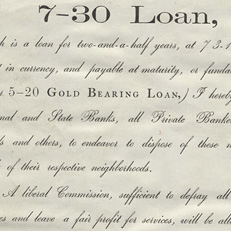 7-30 Loan,
h is a loan for two-and-a-half years, at 7 3-1
t in currency, and payable at maturity, or funda
5-20 Gold Bearing Loan,) I hereby
nal and State Banks, all Private Banke
s and others, to endeavor to dispose of these n
of their respective neighborhoods.
A liberal Commission, sufficient to defray all
es and leave a fair profit for services, will be all